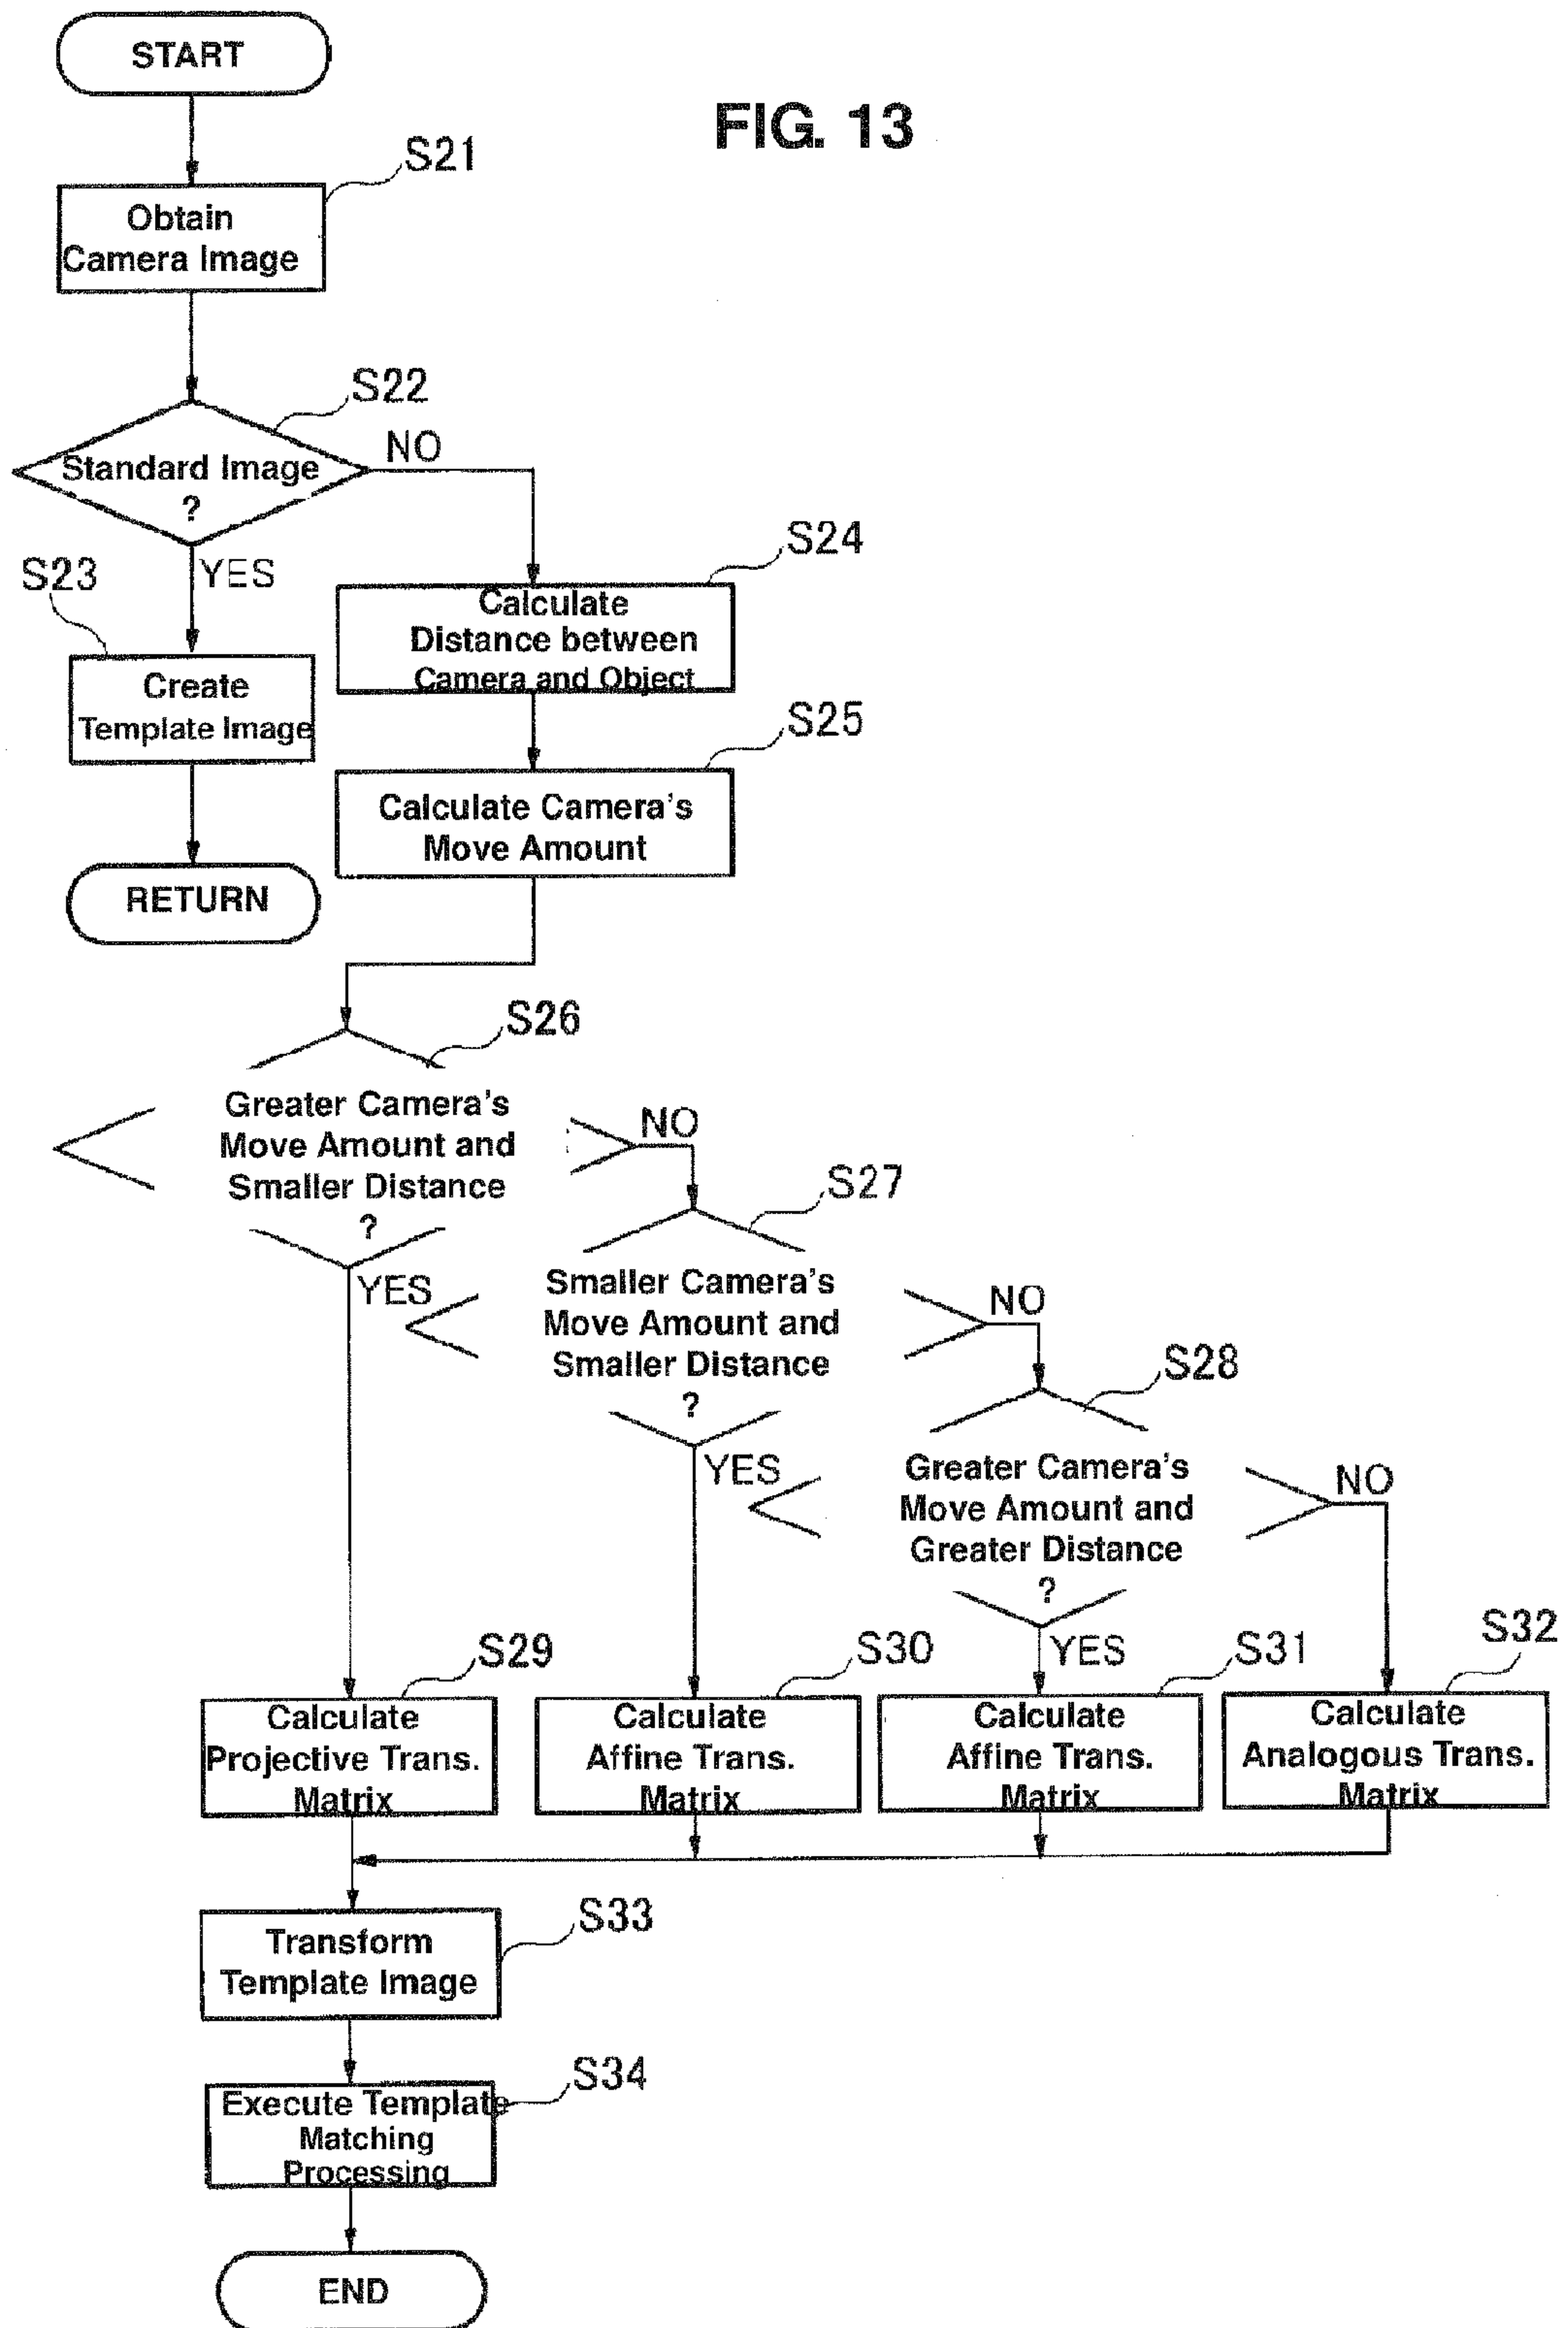 START
FIG. 13
S21
Obtain
Camera Image
S22
NO
Standard Image
?
YES
S23
Create
Template Image
RETURN
S24
Calculate
Distance between
Camera and Object
S25
Calculate Camera's
Move Amount
S26
Greater Camera's
Move Amount and
Smaller Distance
?
NO
YES
S27
Smaller Camera's
Move Amount and
Smaller Distance
?
NO
YES
S28
Greater Camera's
Move Amount and
Greater Distance
?
NO
YES
S29
Calculate
Projective Trans.
Matrix
S30
Calculate
Affine Trans.
Matrix
S31
Calculate
Affine Trans.
Matrix
S32
Calculate
Analogous Trans.
Matrix
S33
Transform
Template Image
S34
Execute Template
Matching
Processing
END